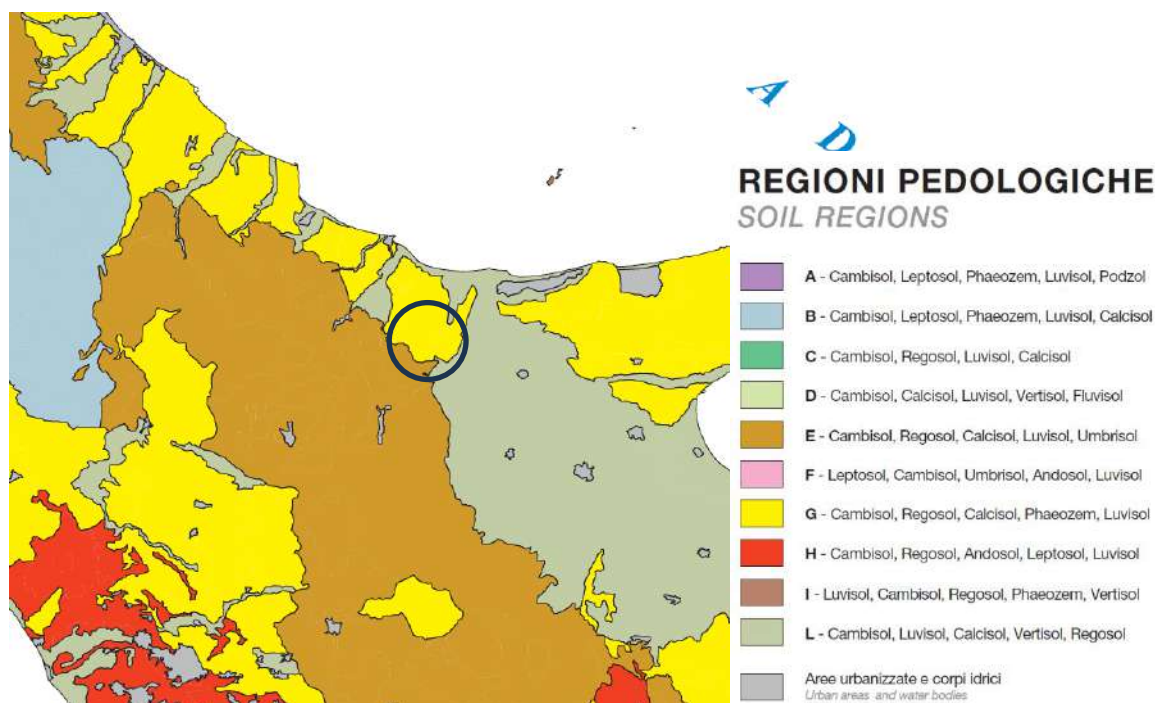 A
D
REGIONI PEDOLOGICHE
SOIL REGIONS
A - Cambisol, Leptosol, Phaeozem, Luvisol, Podzol
B - Cambisol, Leptosol, Phaeozem, Luvisol, Calcisol
C - Cambisol, Regosol, Luvisol, Calcisol
D - Cambisol, Calcisol, Luvisol, Vertisol, Fluvisol
E - Cambisol, Regosol, Calcisol, Luvisol, Umbrisol
F - Leptosol, Cambisol, Umbrisol, Andosol, Luvisol
G - Cambisol, Regosol, Calcisol, Phaeozem, Luvisol
H - Cambisol, Regosol, Andosol, Leptosol, Luvisol
I - Luvisol, Cambisol, Regosol, Phaeozem, Vertisol
L - Cambisol, Luvisol, Calcisol, Vertisol, Regosol
Aree urbanizzate e corpi idrici
Urban areas and water bodies